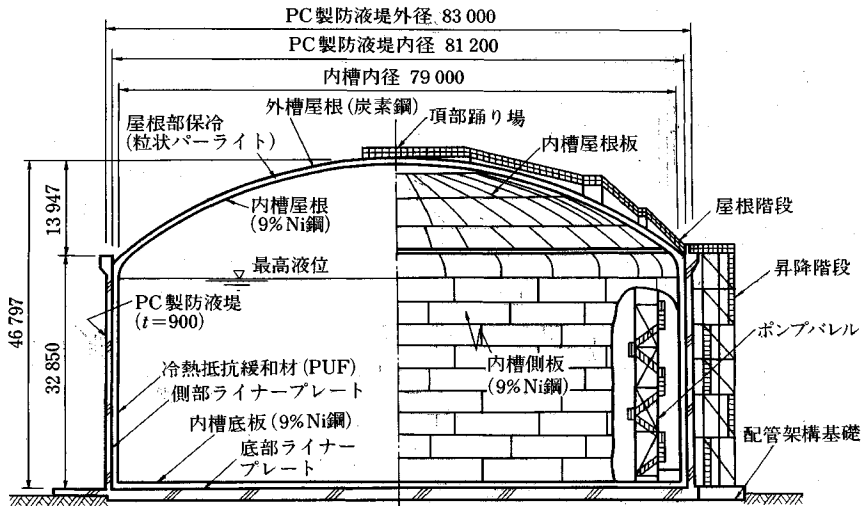 PC製防液堤外径 83 000
PC製防液堤内径 81 200
内槽内径 79 000
外槽屋根(炭素鋼)
屋根部保冷
(粒状パーライト)
頂部踊り場
内槽屋根板
内槽屋根
(9%Ni鋼)
屋根階段
最高液位
昇降階段
13 947
46 797
32 850
PC製防液堤
(t=900)
ポンプバレル
冷熱抵抗緩和材(PUF)
側部ライナープレート
内槽側板
(9%Ni鋼)
内槽底板(9%Ni鋼)
底部ライナー
プレート
配管架構基礎